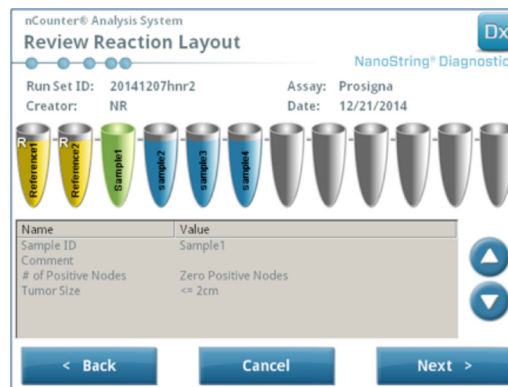 nCounter® Analysis System
Review Reaction Layout
Dx
NanoString® Diagnostic
Run Set ID: 20141207hnr2 Assay: Prosigna
Creator: NR Date: 12/21/2014
R R
Reference1 Reference2 Sample1 sample2 sample3 sample4
Name Value
Sample ID Sample1
Comment
# of Positive Nodes Zero Positive Nodes
Tumor Size <= 2cm
< Back Cancel Next >